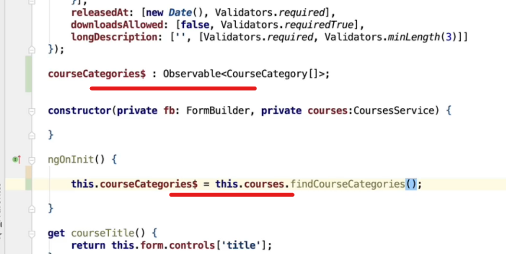 }],
releasedAt: [new Date(), Validators.required],
downloadsAllowed: [false, Validators.requiredTrue],
longDescription: ['', [Validators.required, Validators.minLength(3)]]
});
courseCategories$ : Observable<CourseCategory[]>;
constructor(private fb: FormBuilder, private courses:CoursesService) {
}
ngOnInit() {
this.courseCategories$ = this.courses.findCourseCategories();
}
get courseTitle() {
return this.form.controls['title'];